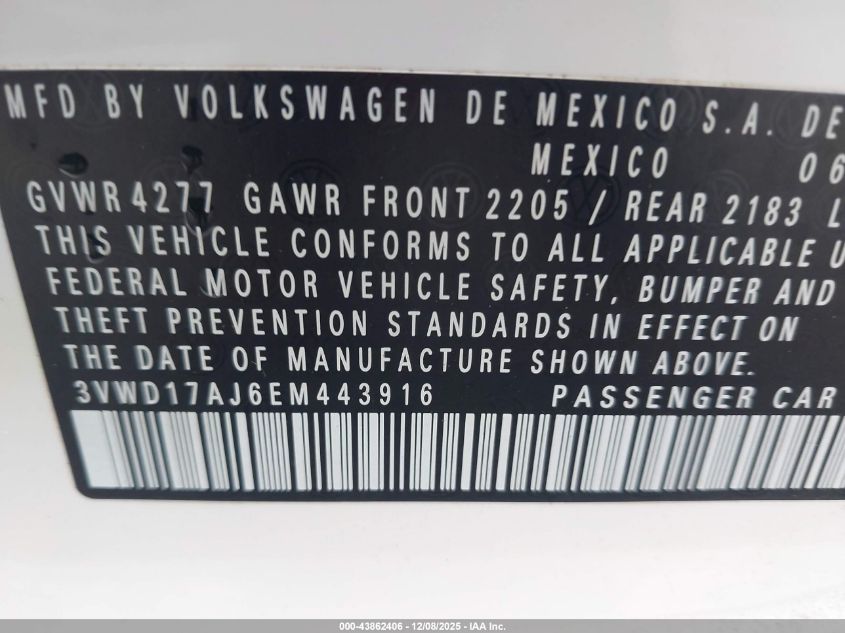 MFD BY VOLKSWAGEN DE MEXICO S.A. DE
MEXICO 06
GVWR 4277 GAWR FRONT 2205 / REAR 2183 L
THIS VEHICLE CONFORMS TO ALL APPLICABLE U
FEDERAL MOTOR VEHICLE SAFETY, BUMPER AND
THEFT PREVENTION STANDARDS IN EFFECT ON
THE DATE OF MANUFACTURE SHOWN ABOVE.
3VWD17AJ6EM443916 PASSENGER CAR
000-43862406 - 12/08/2025 - IAA Inc.